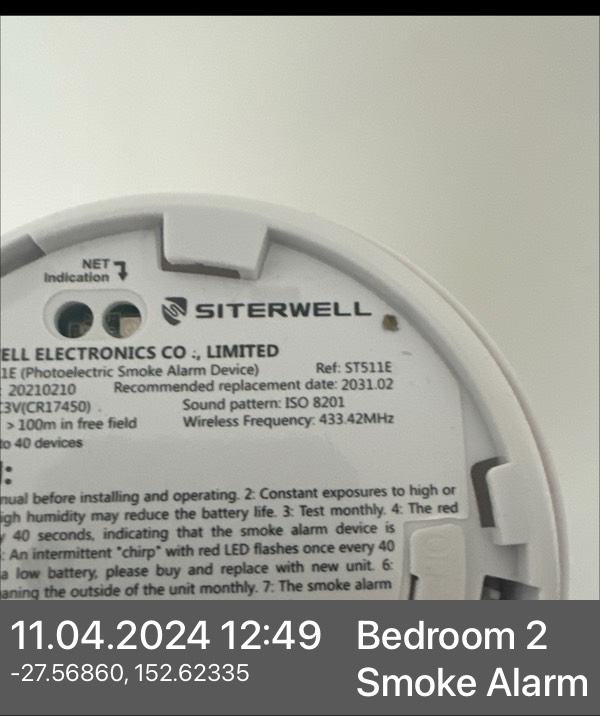 NET
Indication
SITERWELL
ELL ELECTRONICS CO ., LIMITED
1E (Photoelectric Smoke Alarm Device)
Ref: ST511E
: 20210210
Recommended replacement date: 2031.02
3V(CR17450)
Sound pattern: ISO 8201
> 100m in free field
Wireless Frequency: 433.42MHz
to 40 devices
:
nual before installing and operating. 2: Constant exposures to high or
igh humidity may reduce the battery life. 3: Test monthly. 4: The red
y 40 seconds, indicating that the smoke alarm device is
: An intermittent "chirp" with red LED flashes once every 40
a low battery, please buy and replace with new unit. 6:
aning the outside of the unit monthly. 7: The smoke alarm
11.04.2024 12:49
-27.56860, 152.62335
Bedroom 2
Smoke Alarm